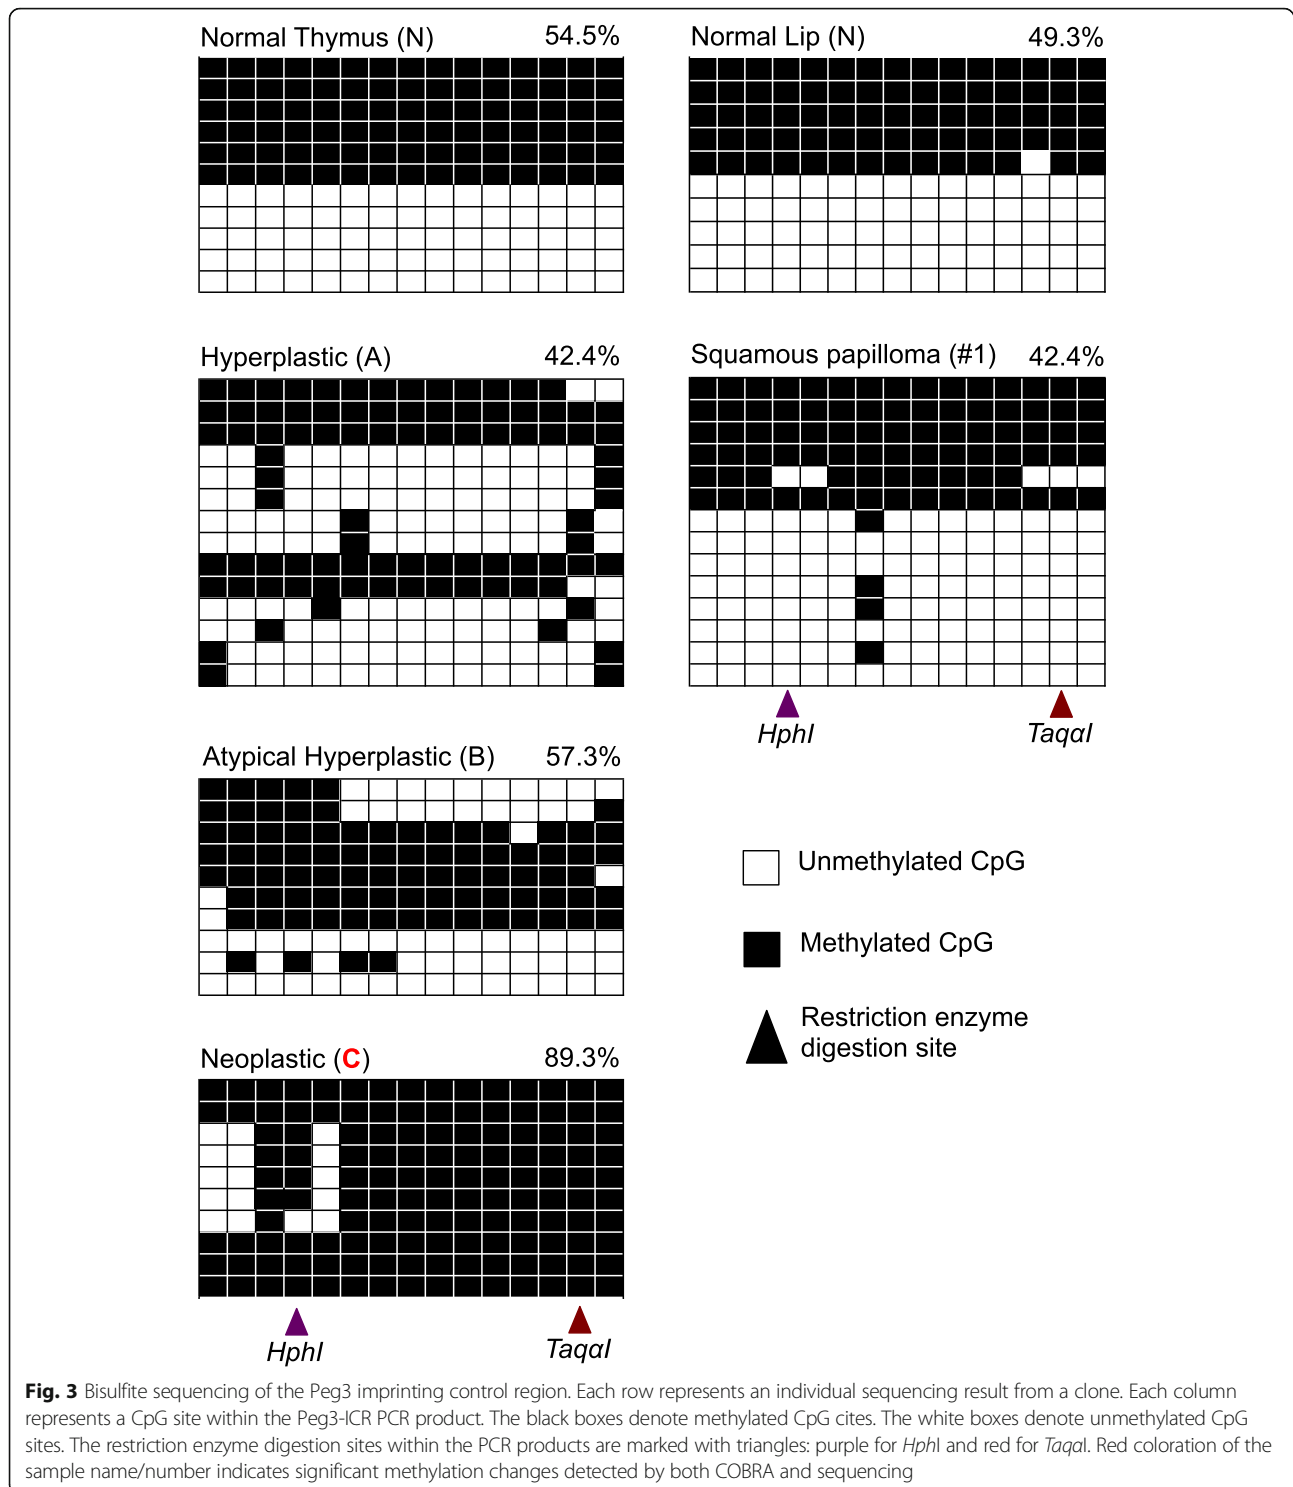 Normal Thymus (N) 54.5%
Normal Lip (N) 49.3%
Hyperplastic (A) 42.4%
Squamous papilloma (#1) 42.4%
HphI TaqαI
Atypical Hyperplastic (B) 57.3%
Unmethylated CpG
Methylated CpG
Restriction enzyme
digestion site
Neoplastic (C) 89.3%
HphI TaqαI
Fig. 3 Bisulfite sequencing of the Peg3 imprinting control region. Each row represents an individual sequencing result from a clone. Each column
represents a CpG site within the Peg3-ICR PCR product. The black boxes denote methylated CpG cites. The white boxes denote unmethylated CpG
sites. The restriction enzyme digestion sites within the PCR products are marked with triangles: purple for HphI and red for TaqαI. Red coloration of the
sample name/number indicates significant methylation changes detected by both COBRA and sequencing